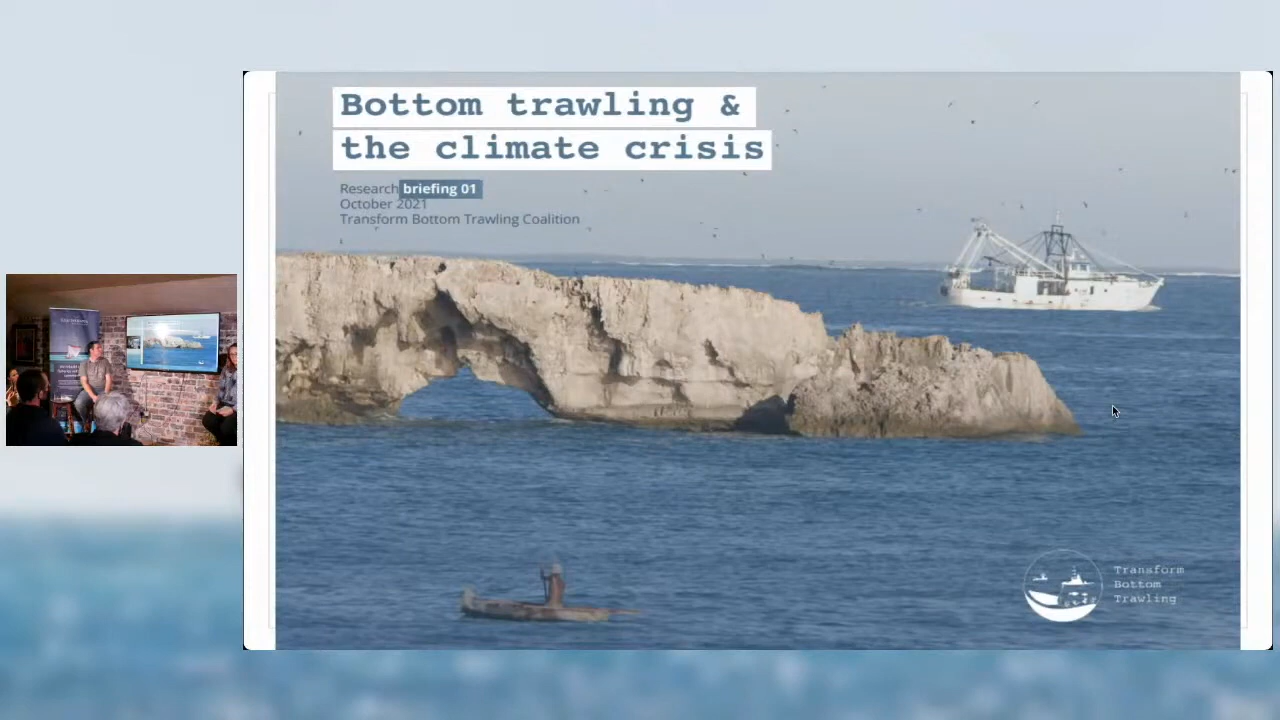 Bottom trawling &
the climate crisis
Research briefing 01
October 2021
Transform Bottom Trawling Coalition
Transform
Bottom
Trawling